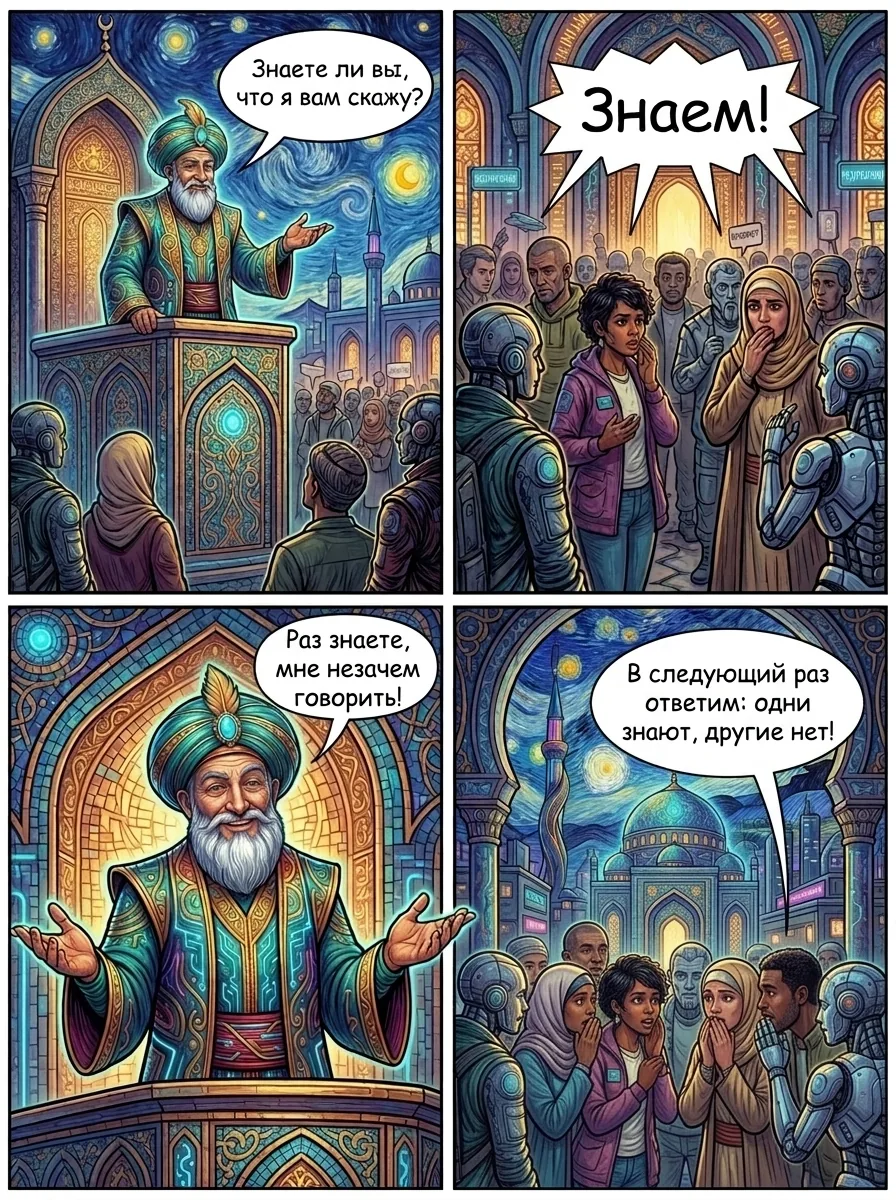 Знаете ли вы,
что я вам скажу?
Знаем!
Раз знаете,
мне незачем
говорить!
В следующий раз
ответим: одни
знают, другие нет!